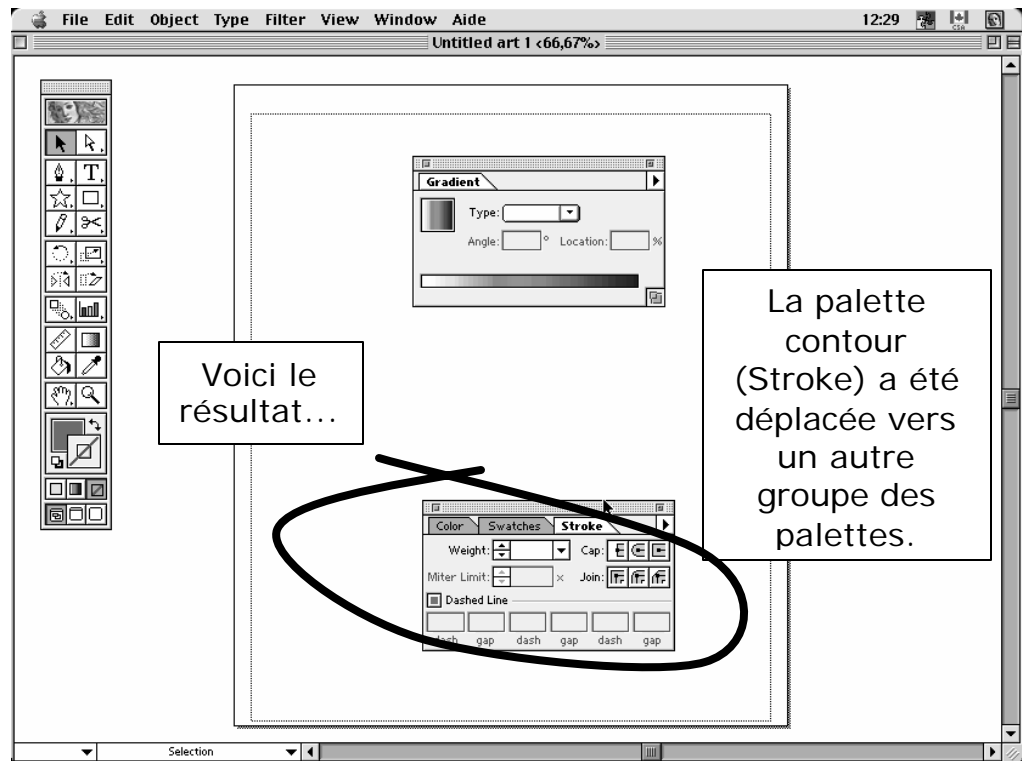 File Edit Object Type Filter View Window Aide 12:29
CSA
Untitled art 1 <66,67%>
T
Gradient
Type:
Angle: ° Location: %
Voici le
résultat...
La palette
contour
(Stroke) a été
déplacée vers
un autre
groupe des
palettes.
Color Swatches Stroke
Weight: Cap:
Miter Limit: x Join:
Dashed Line
dash gap dash gap dash gap
Selection